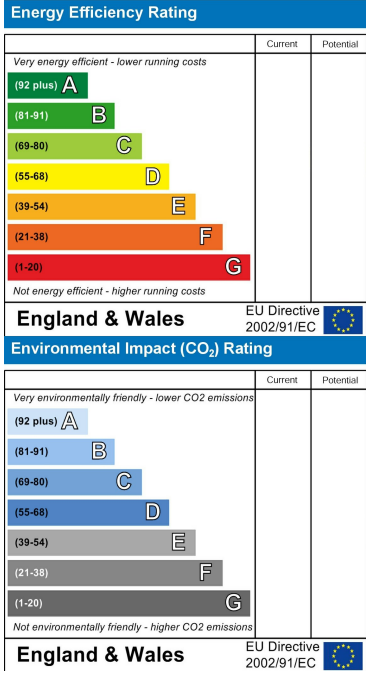 Energy Efficiency Rating
Current Potential
Very energy efficient - lower running costs
(92 plus) A
(81-91) B
(69-80) C
(55-68) D
(39-54) E
(21-38) F
(1-20) G
Not energy efficient - higher running costs
England & Wales
EU Directive
2002/91/EC
Environmental Impact (CO₂) Rating
Current Potential
Very environmentally friendly - lower CO2 emissions
(92 plus) A
(81-91) B
(69-80) C
(55-68) D
(39-54) E
(21-38) F
(1-20) G
Not environmentally friendly - higher CO2 emissions
England & Wales
EU Directive
2002/91/EC